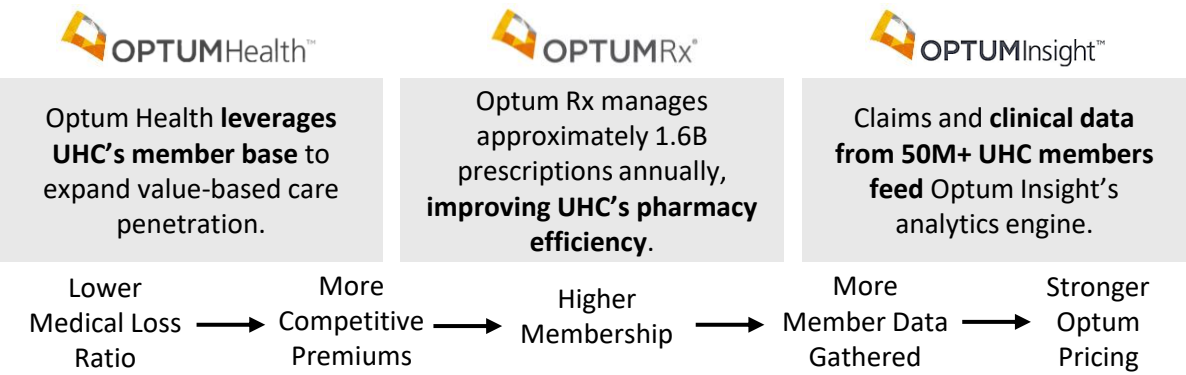 OPTUMHealth™
OPTUMRx®
OPTUMInsight™
Optum Health leverages
UHC's member base to
expand value-based care
penetration.
Optum Rx manages
approximately 1.6B
prescriptions annually,
improving UHC's pharmacy
efficiency.
Claims and clinical data
from 50M+ UHC members
feed Optum Insight's
analytics engine.
Lower
Medical Loss
Ratio
More
Competitive
Premiums
Higher
Membership
More
Member Data
Gathered
Stronger
Optum
Pricing